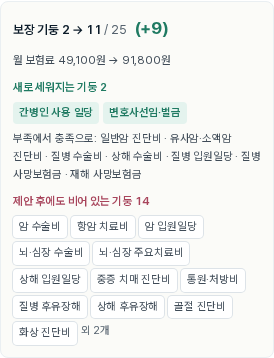 보장 기둥 2 → 11 / 25 (+9)
월 보험료 49,100원 → 91,800원
새로 세워지는 기둥 2
간병인 사용 일당 변호사선임·벌금
부족에서 충족으로: 일반암 진단비 · 유사암·소액암
진단비 · 질병 수술비 · 상해 수술비 · 질병 입원일당 · 질병
사망보험금 · 재해 사망보험금
제안 후에도 비어 있는 기둥 14
암 수술비 항암 치료비 암 입원일당
뇌·심장 수술비 뇌·심장 주요치료비
상해 입원일당 중증 치매 진단비 통원·처방비
질병 후유장해 상해 후유장해 골절 진단비
화상 진단비 외 2개